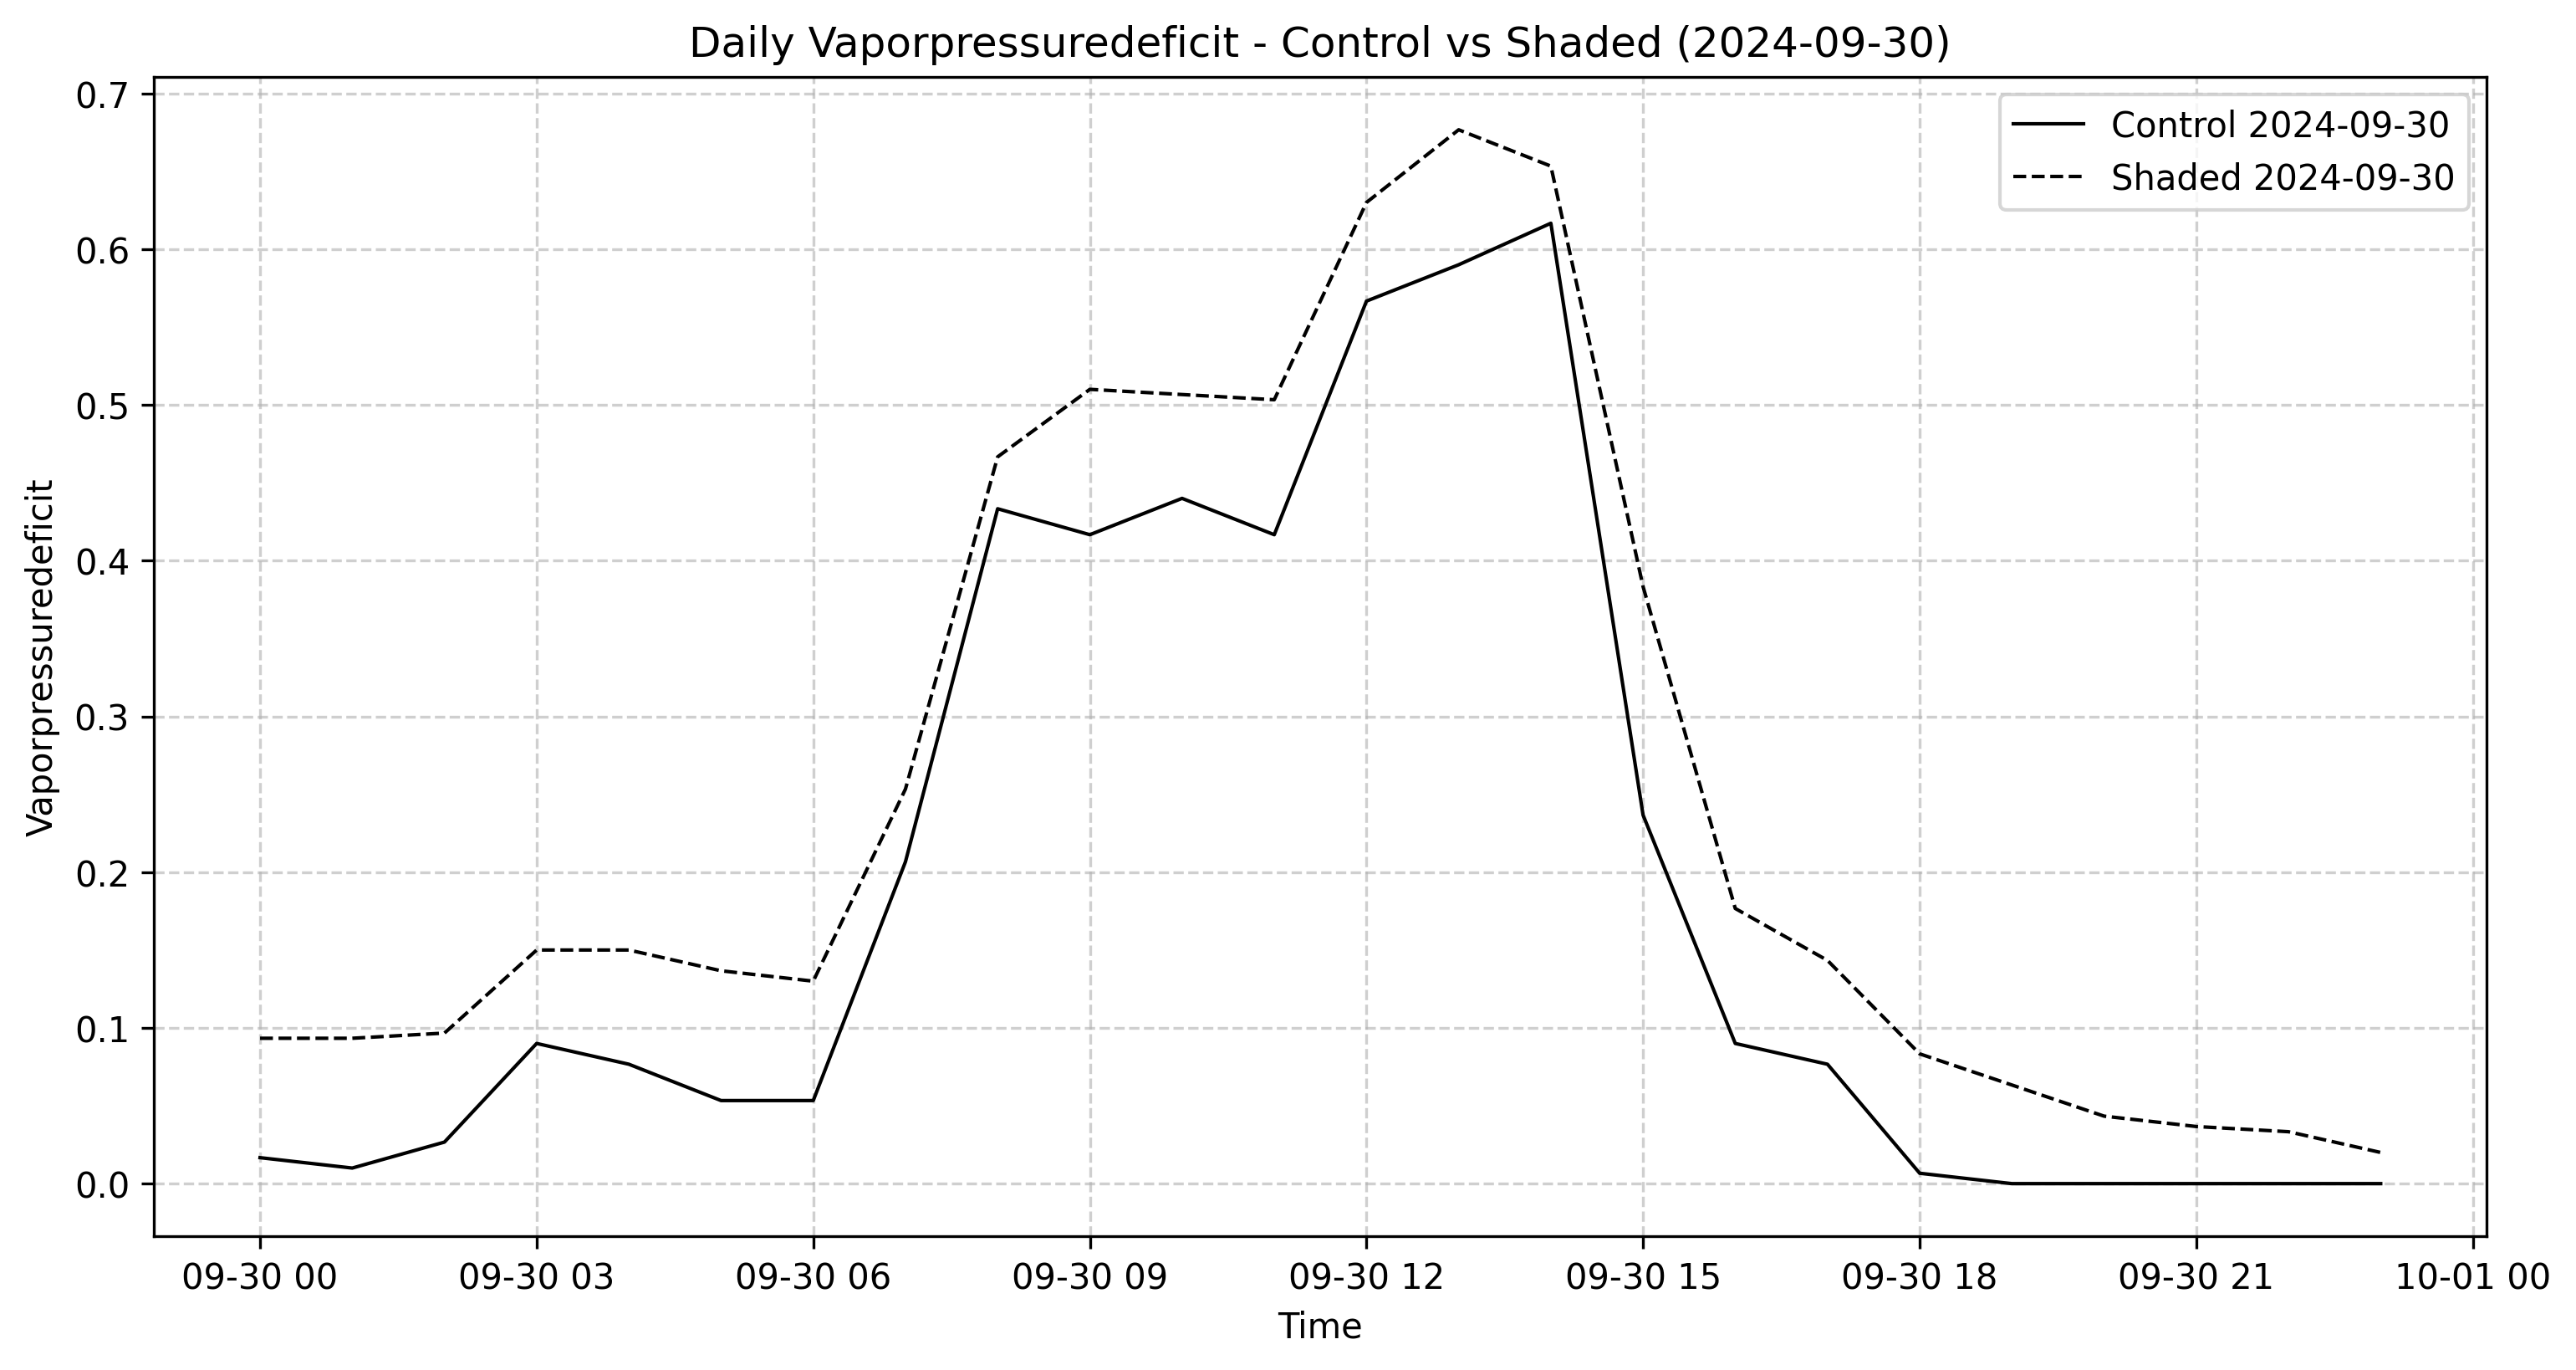 Daily Vaporpressuredeficit - Control vs Shaded (2024-09-30)
Control 2024-09-30
Shaded 2024-09-30
Vaporpressuredeficit
0.7
0.6
0.5
0.4
0.3
0.2
0.1
0.0
09-30 00 09-30 03 09-30 06 09-30 09 09-30 12 09-30 15 09-30 18 09-30 21 10-01 00
Time